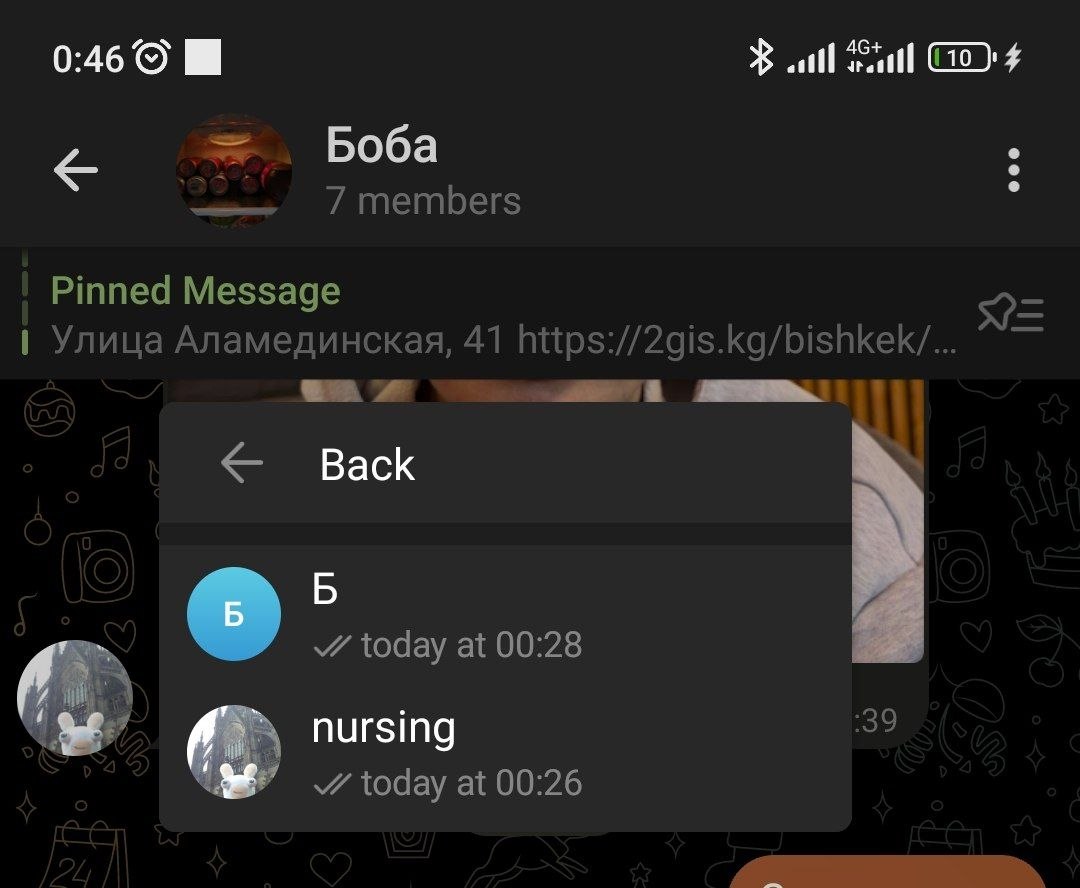 0:46
4G+
10
Боба
7 members
Pinned Message
Улица Аламединская, 41 https://2gis.kg/bishkek/...
Back
Б
Б
today at 00:28
nursing
today at 00:26
:39
24